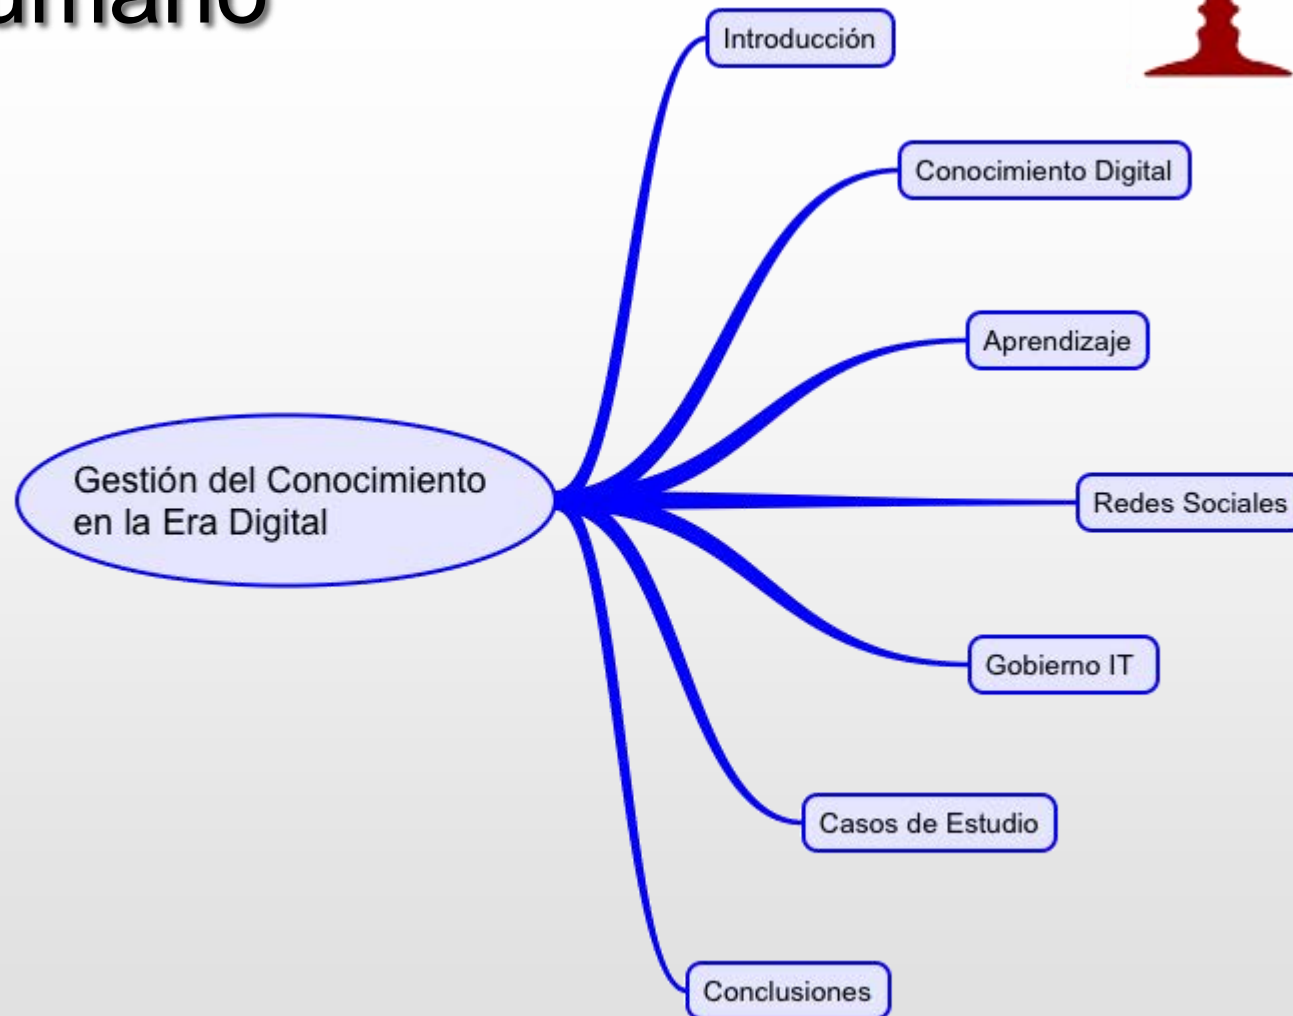 Introducción
Conocimiento Digital
Aprendizaje
Gestión del Conocimiento
en la Era Digital
Redes Sociales
Gobierno IT
Casos de Estudio
Conclusiones